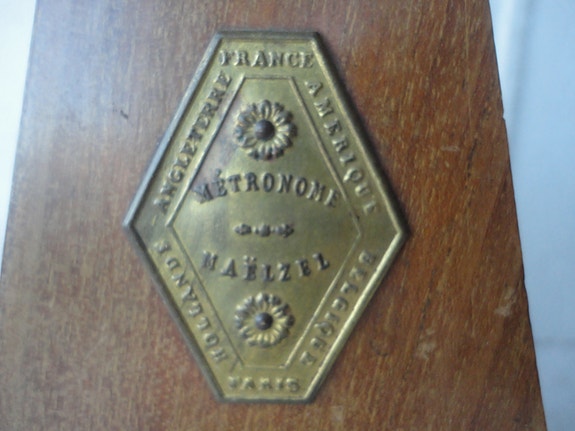 FRANCE
ANGLETERRE
AMERIQUE
MÉTRONOME
MAËLZEL
HOLLANDE
BELGIQUE
PARIS